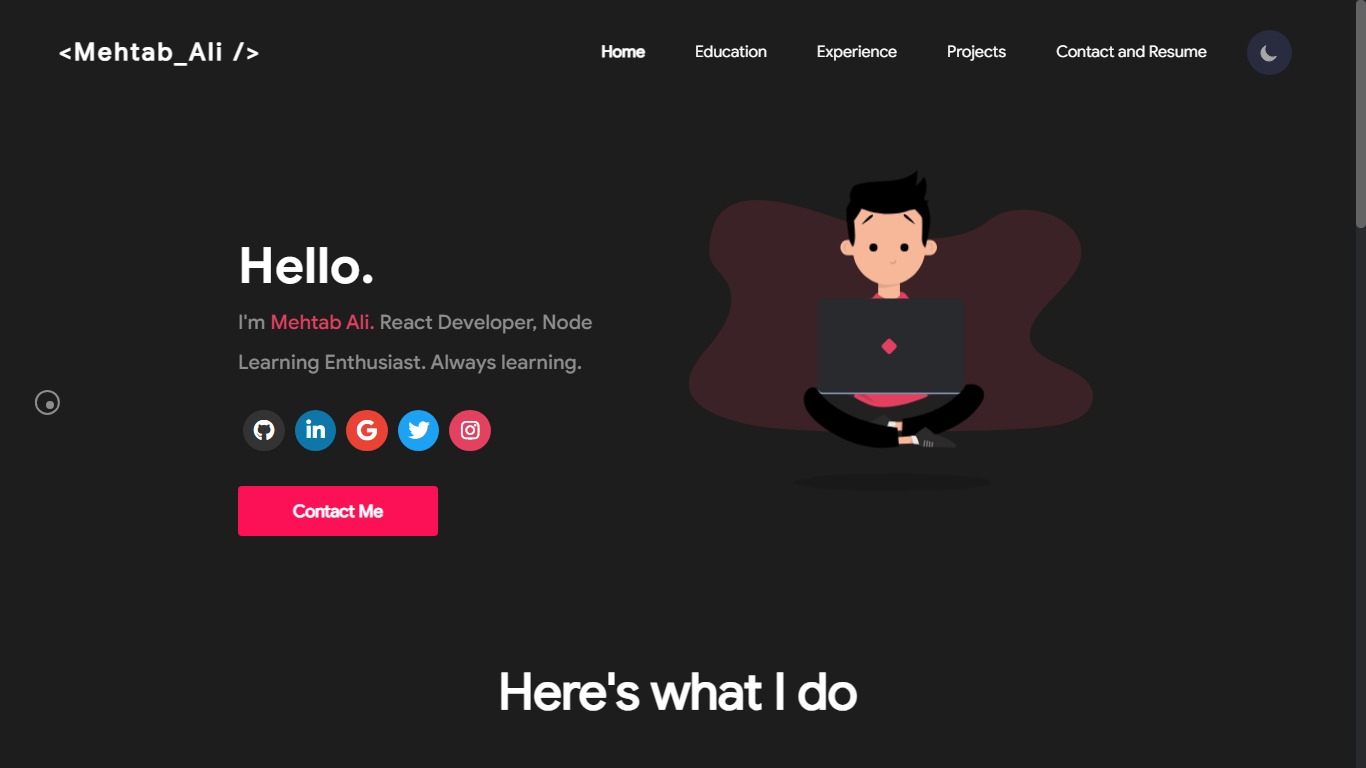 <Mehtab_Ali />
Home
Education
Experience
Projects
Contact and Resume
Hello.
I'm Mehtab Ali. React Developer, Node
Learning Enthusiast. Always learning.
Contact Me
Here's what I do